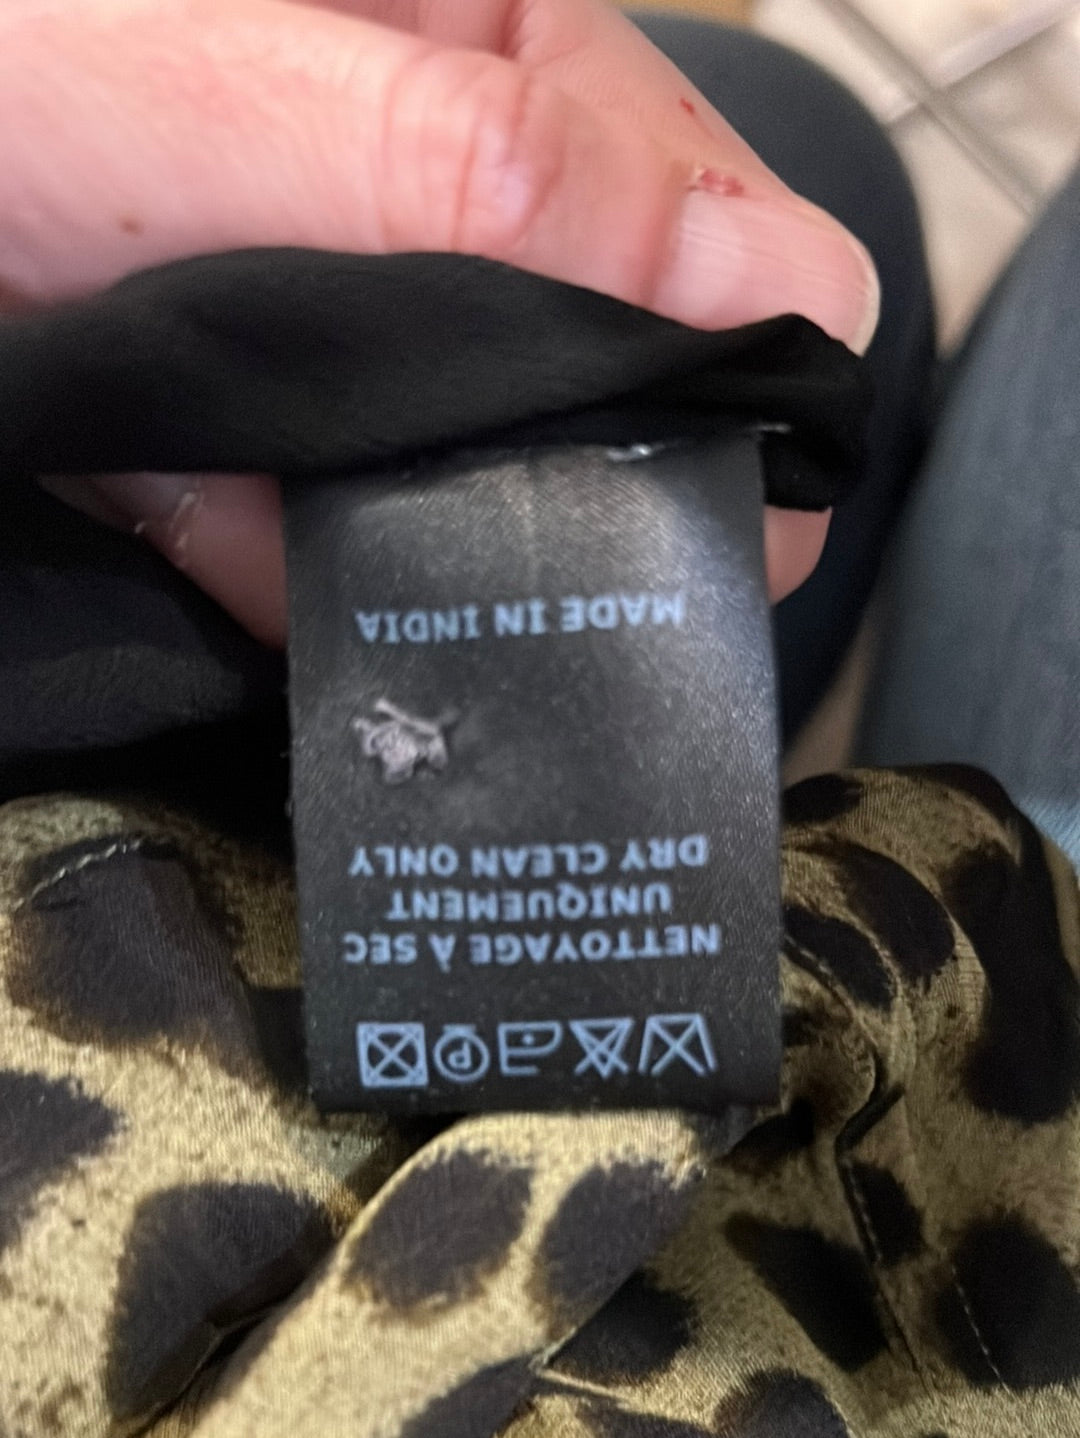 NETTOYAGE À SEC
UNIQUEMENT
DRY CLEAN ONLY
MADE IN INDIA